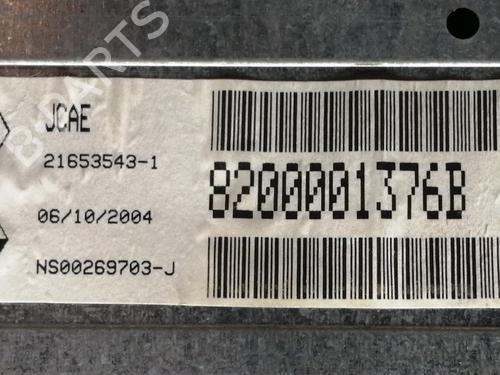 B-PARTS
JCAE
21653543-1
8200001376B
06/10/2004
NS00269703-J